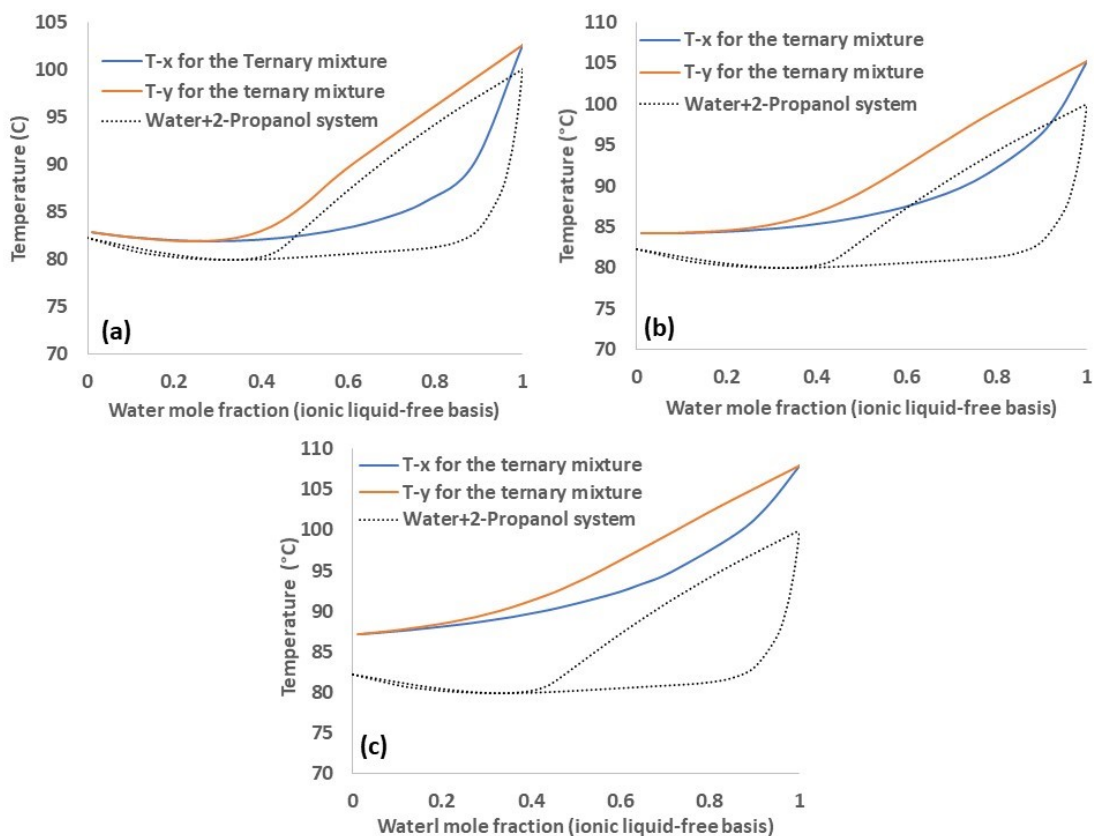 105
100
95
90
85
80
75
70
Temperature (C)
T-x for the Ternary mixture
T-y for the ternary mixture
Water+2-Propanol system
(a)
0 0.2 0.4 0.6 0.8 1
Water mole fraction (ionic liquid-free basis)
110
105
100
95
90
85
80
75
70
Temperature (°C)
T-x for the ternary mixture
T-y for the ternary mixture
Water+2-Propanol system
(b)
0 0.2 0.4 0.6 0.8 1
Water mole fraction (ionic liquid-free basis)
110
105
100
95
90
85
80
75
70
Temperature (°C)
T-x for the ternary mixture
T-y for the ternary mixture
Water+2-Propanol system
(c)
0 0.2 0.4 0.6 0.8 1
Waterl mole fraction (ionic liquid-free basis)